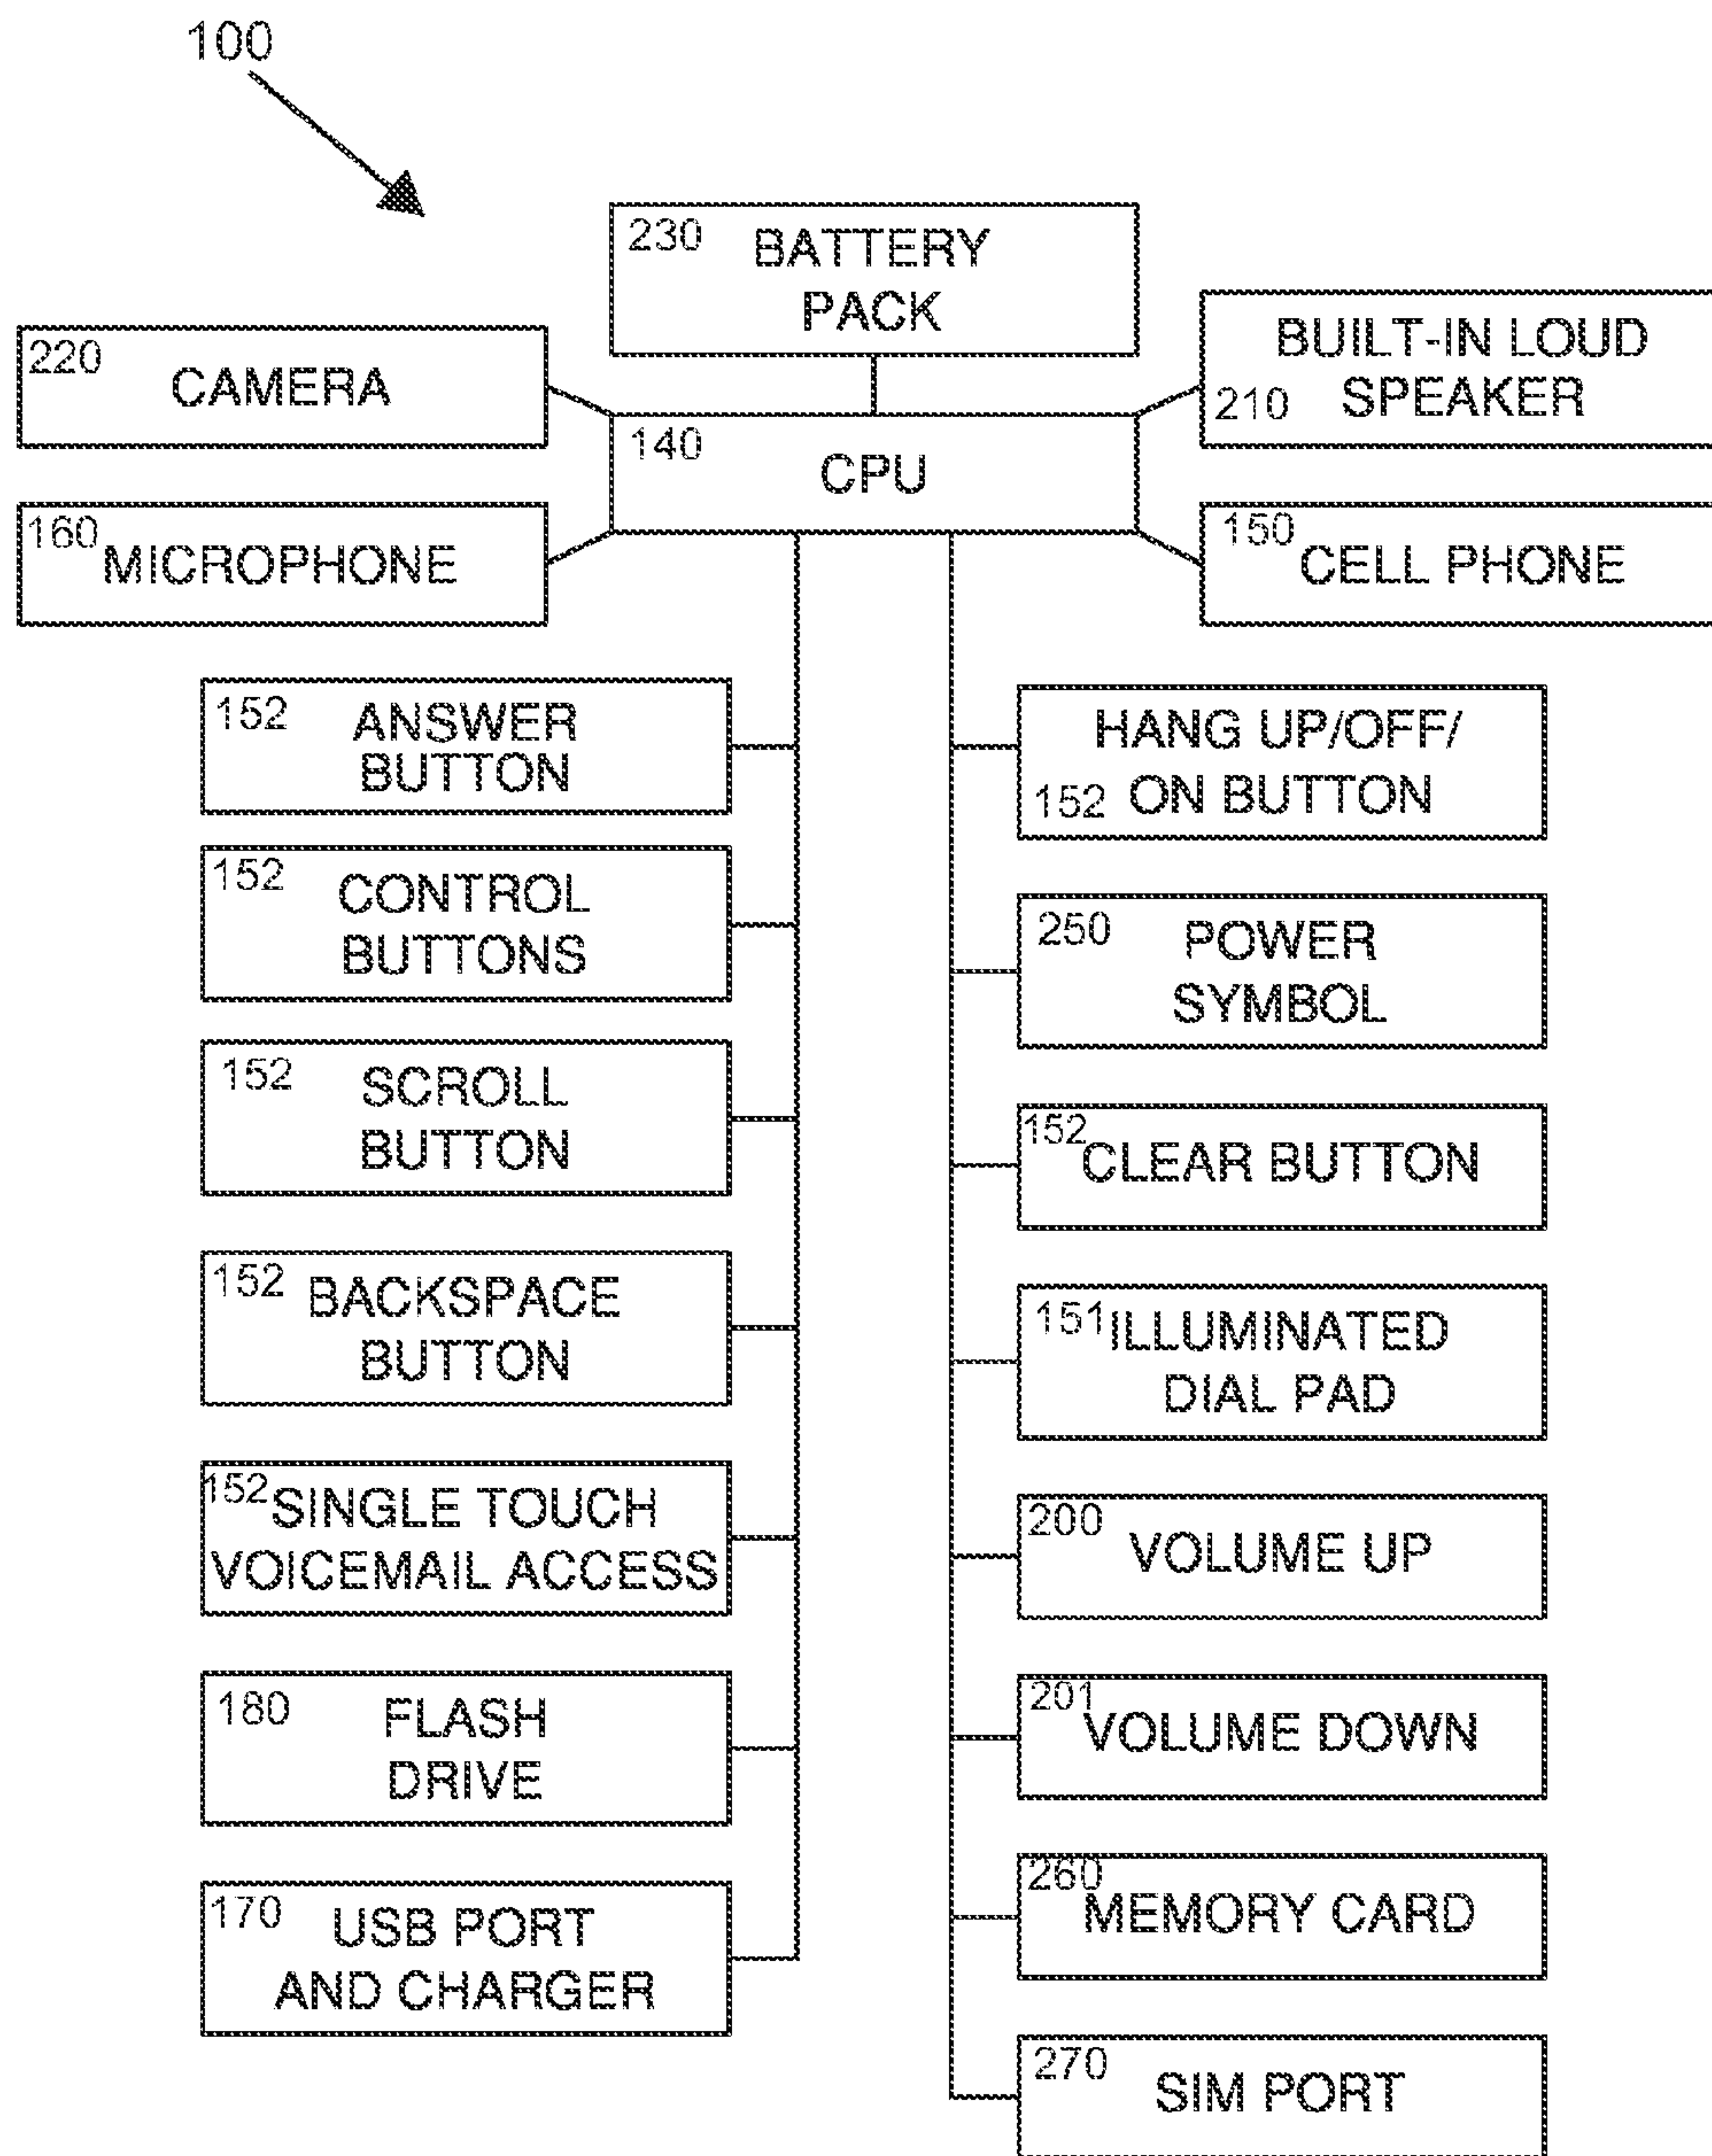 100
230 BATTERY
PACK
220 CAMERA
BUILT-IN LOUD
210 SPEAKER
140 CPU
160 MICROPHONE
150 CELL PHONE
152 ANSWER
BUTTON
HANG UP/OFF/
152 ON BUTTON
152 CONTROL
BUTTONS
250 POWER
SYMBOL
152 SCROLL
BUTTON
152 CLEAR BUTTON
152 BACKSPACE
BUTTON
151 ILLUMINATED
DIAL PAD
152 SINGLE TOUCH
VOICEMAIL ACCESS
200 VOLUME UP
180 FLASH
DRIVE
201 VOLUME DOWN
170 USB PORT
AND CHARGER
260 MEMORY CARD
270 SIM PORT